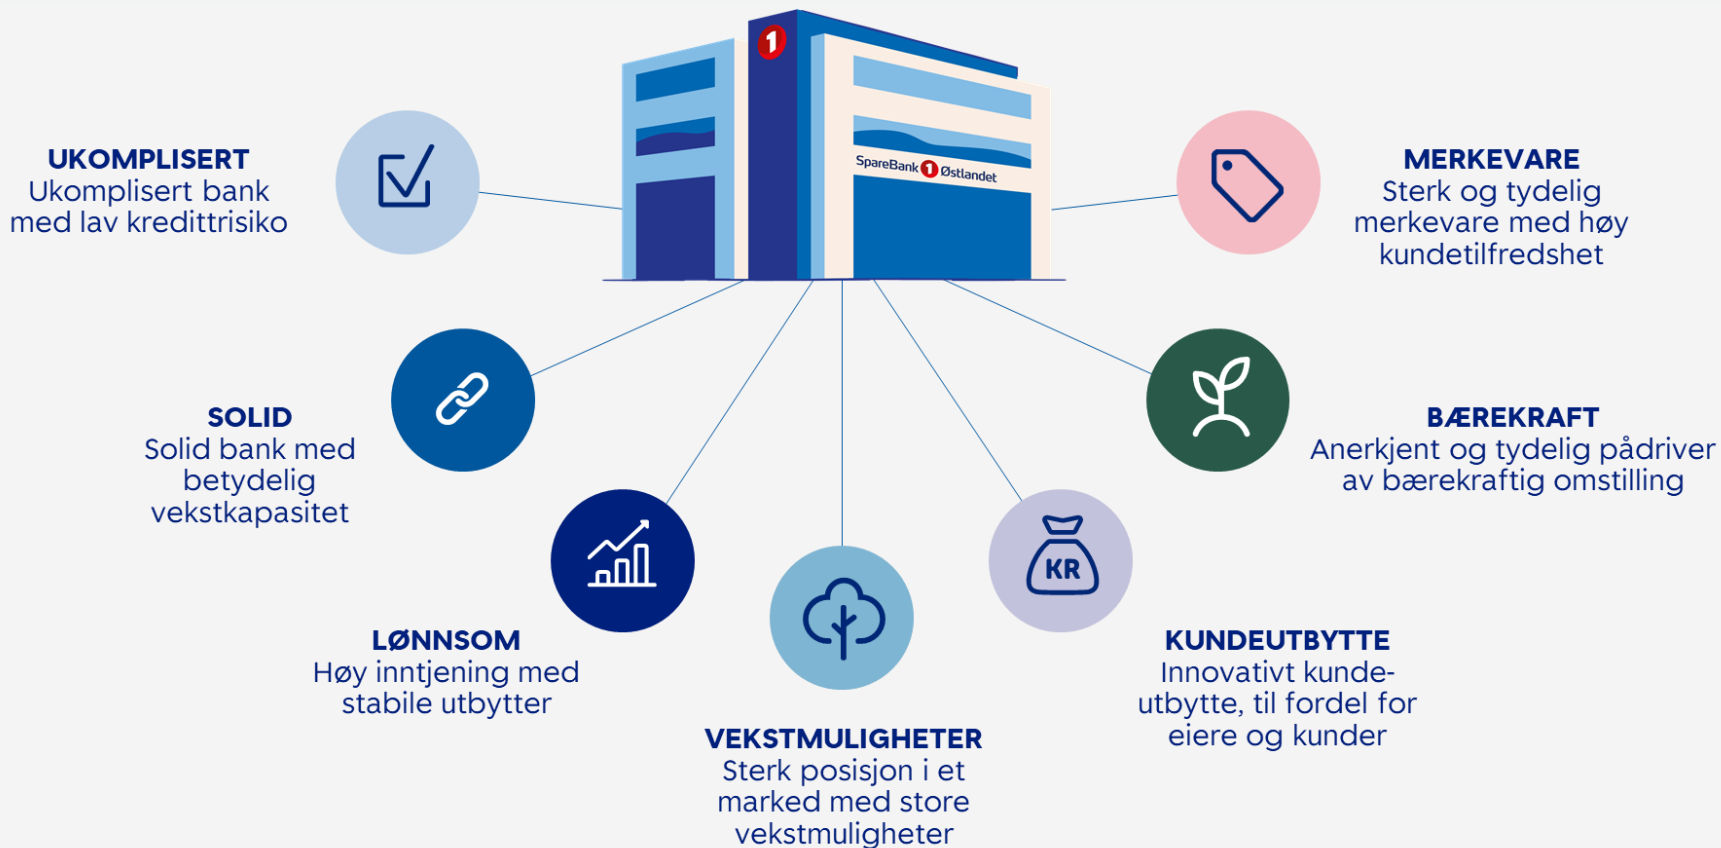 1
SpareBank 1 Østlandet
UKOMPLISERT
Ukomplisert bank
med lav kredittrisiko
MERKEVARE
Sterk og tydelig
merkevare med høy
kundetilfredshet
SOLID
Solid bank med
betydelig
vekstkapasitet
BÆREKRAFT
Anerkjent og tydelig pådriver
av bærekraftig omstilling
LØNNSOM
Høy inntjening med
stabile utbytter
KR
KUNDEUTBYTTE
Innovativt kunde-
utbytte, til fordel for
eiere og kunder
VEKSTMULIGHETER
Sterk posisjon i et
marked med store
vekstmuligheter